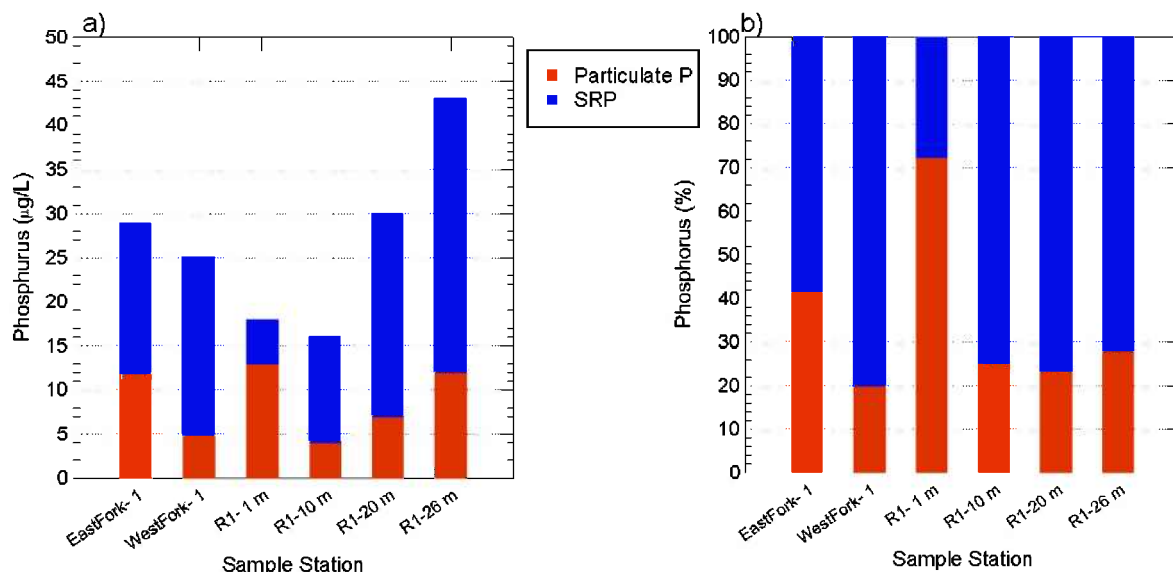 a)
50
45
40
35
30
25
20
15
10
5
0
Phosphurus (µg/L)
EastFork- 1
WestFork- 1
R1- 1 m
R1-10 m
R1-20 m
R1-26 m
Sample Station
Particulate P
SRP
b)
100
90
80
70
60
50
40
30
20
10
0
Phosphorus (%)
EastFork- 1
WestFork- 1
R1- 1 m
R1-10 m
R1-20 m
R1-26 m
Sample Station